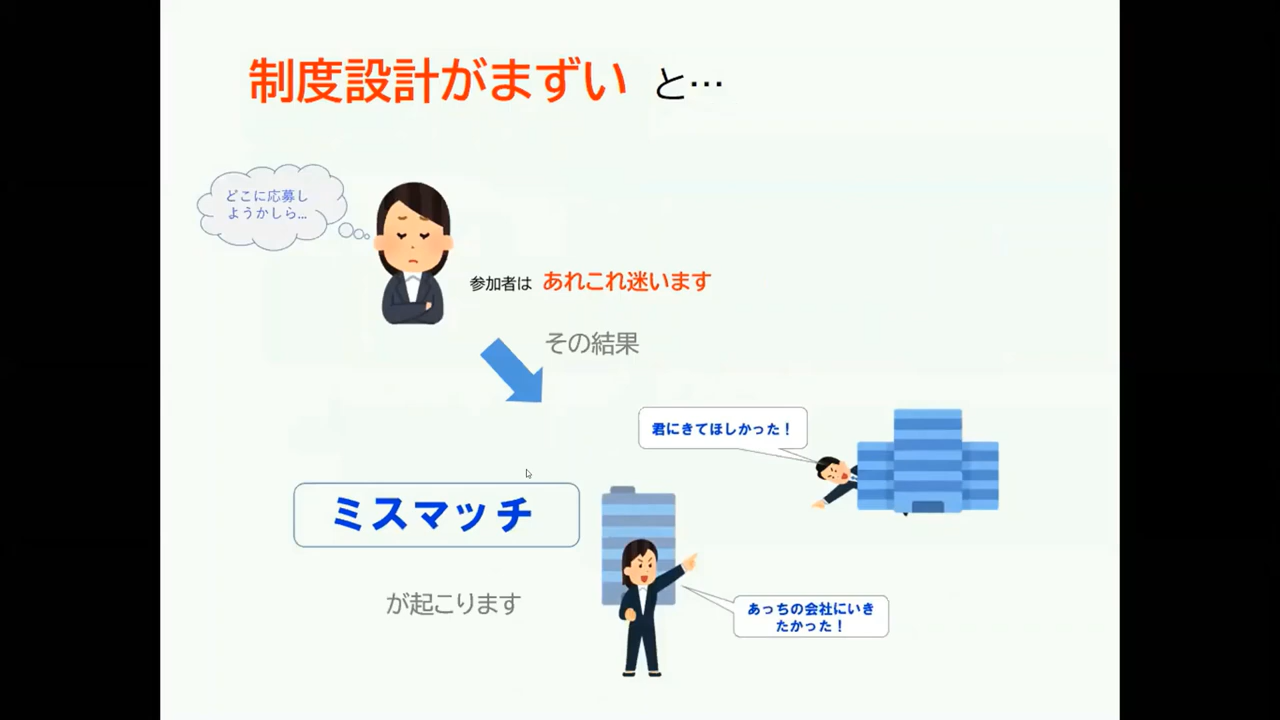 制度設計がまずい と…
どこに応募し
ようかしら...
参加者は あれこれ迷います
その結果
君にきてほしかった！
ミスマッチ
が起こります
あっちの会社にいき
たかった！